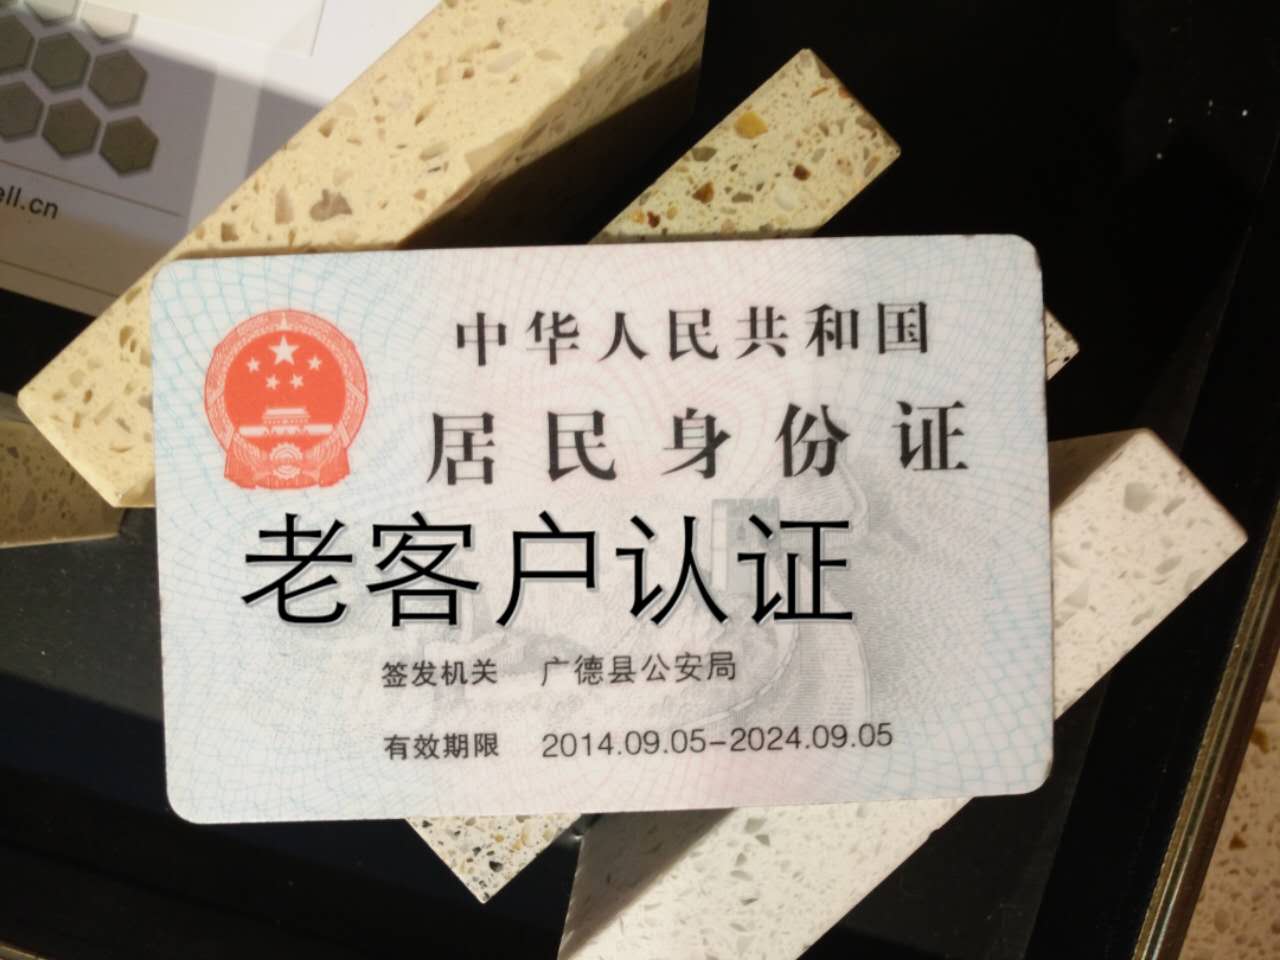 ell.cn
中华人民共和国
居民身份证
老客户认证
签发机关 广德县公安局
有效期限 2014.09.05-2024.09.05